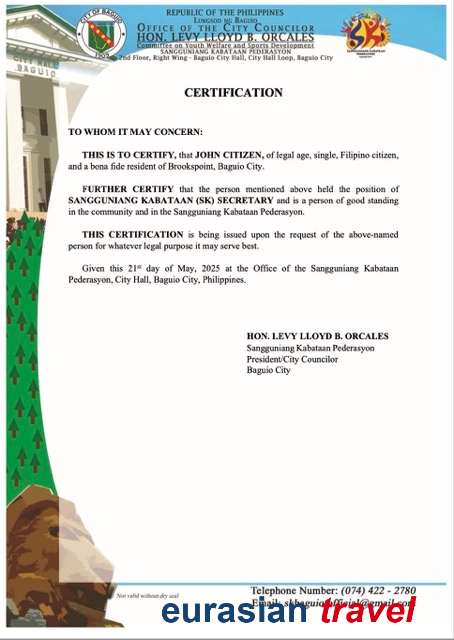 REPUBLIC OF THE PHILIPPINES
LUNGSOD NG BAGUIO
OFFICE OF THE CITY COUNCILOR
HON. LEVY LLOYD B. ORCALES
Committee on Youth Welfare and Sports Development
SANGGUNIANG KABATAAN PEDERASYON
2nd Floor, Right Wing - Baguio City Hall, City Hall Loop, Baguio City
CITY OF BAGUIO
1909
SK
SANGGUNIANG KABATAAN
PEDERASYON
BAGUIO
CERTIFICATION
TO WHOM IT MAY CONCERN:
THIS IS TO CERTIFY, that JOHN CITIZEN, of legal age, single, Filipino citizen,
and a bona fide resident of Brookspoint, Baguio City.
FURTHER CERTIFY that the person mentioned above held the position of
SANGGUNIANG KABATAAN (SK) SECRETARY and is a person of good standing
in the community and in the Sangguniang Kabataan Pederasyon.
THIS CERTIFICATION is being issued upon the request of the above-named
person for whatever legal purpose it may serve best.
Given this 21st day of May, 2025 at the Office of the Sangguniang Kabataan
Pederasyon, City Hall, Baguio City, Philippines.
HON. LEVY LLOYD B. ORCALES
Sangguniang Kabataan Pederasyon
President/City Councilor
Baguio City
Not valid without dry seal
Telephone Number: (074) 422 - 2780
Email: skbaguio.official@gmail.com
eurasian travel